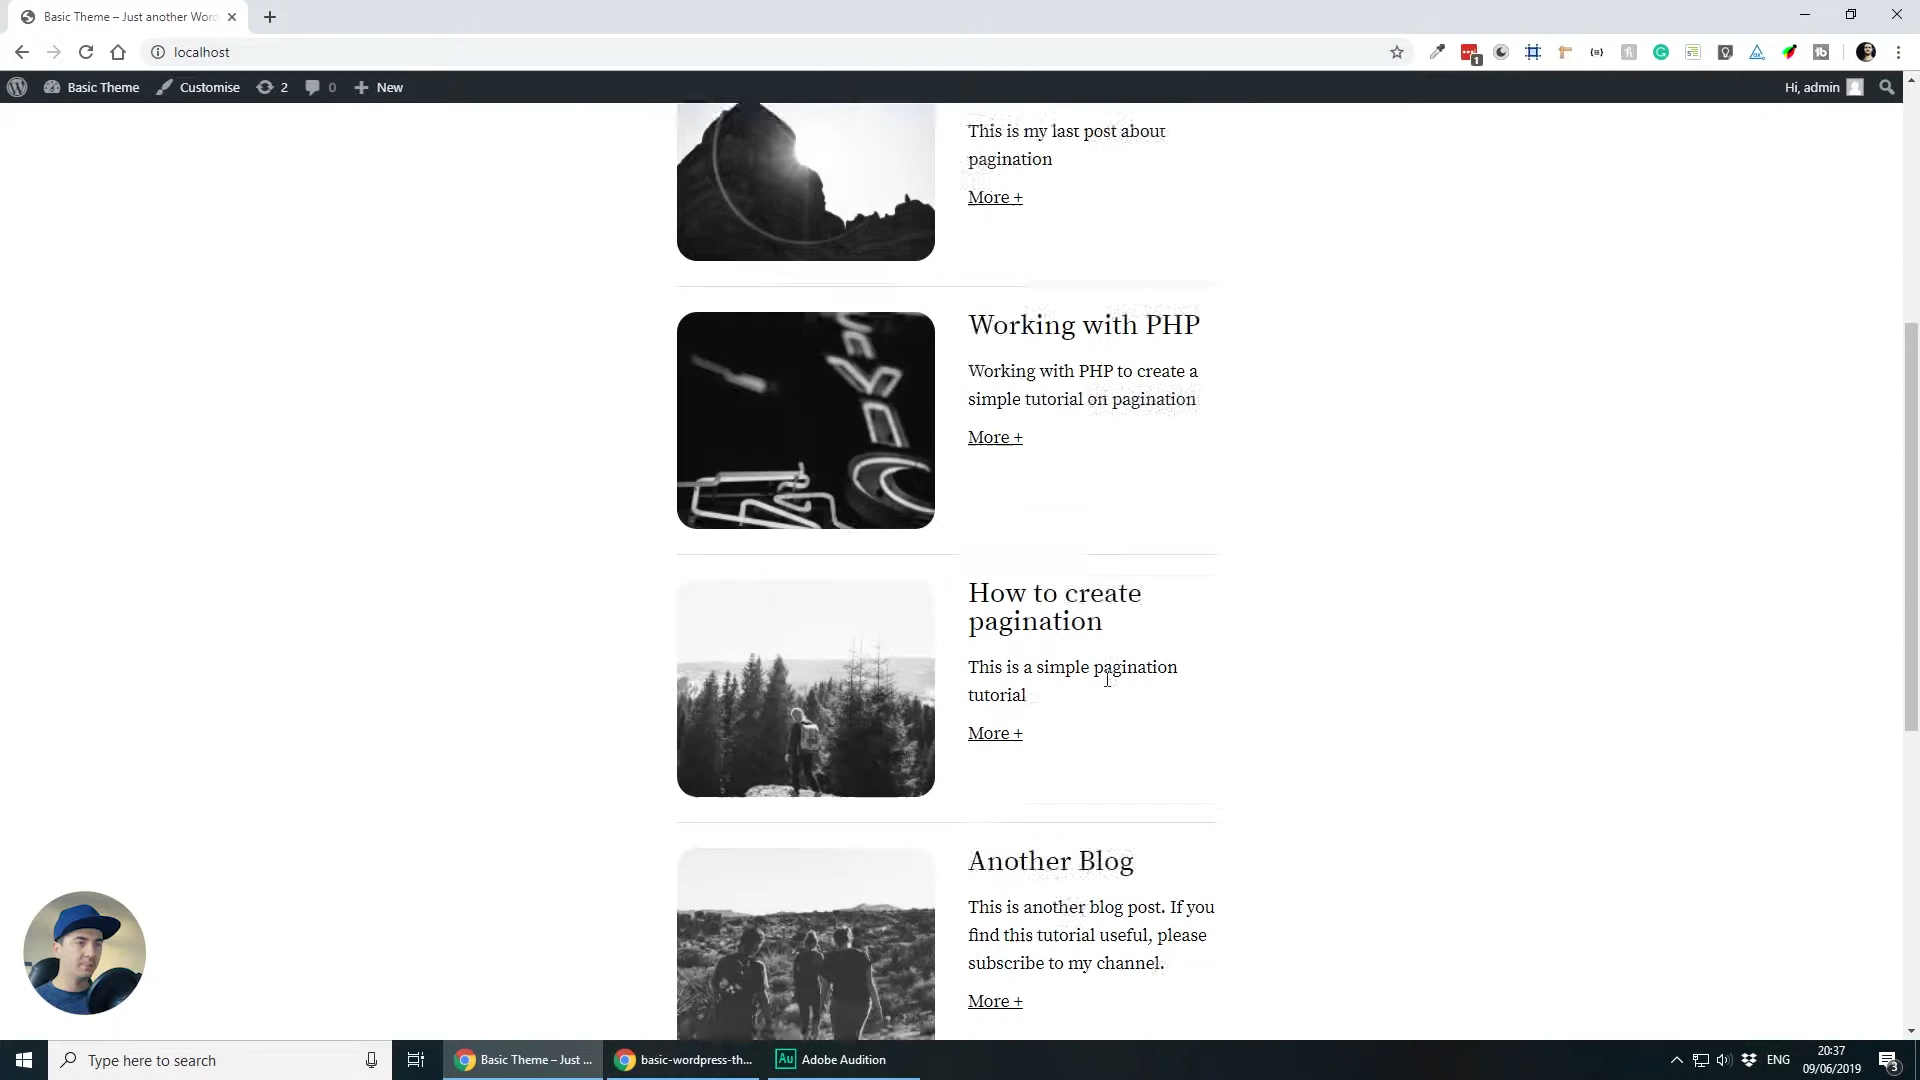 Basic Theme – Just another Word
localhost
1
Basic Theme
Customise
2
0
New
Hi, admin
This is my last post about
pagination
More +
Working with PHP
Working with PHP to create a
simple tutorial on pagination
More +
How to create
pagination
This is a simple pagination
tutorial
More +
Another Blog
This is another blog post. If you
find this tutorial useful, please
subscribe to my channel.
More +
Type here to search
Basic Theme – Just ...
basic-wordpress-th...
Au
Adobe Audition
ENG
20:37
09/06/2019
3